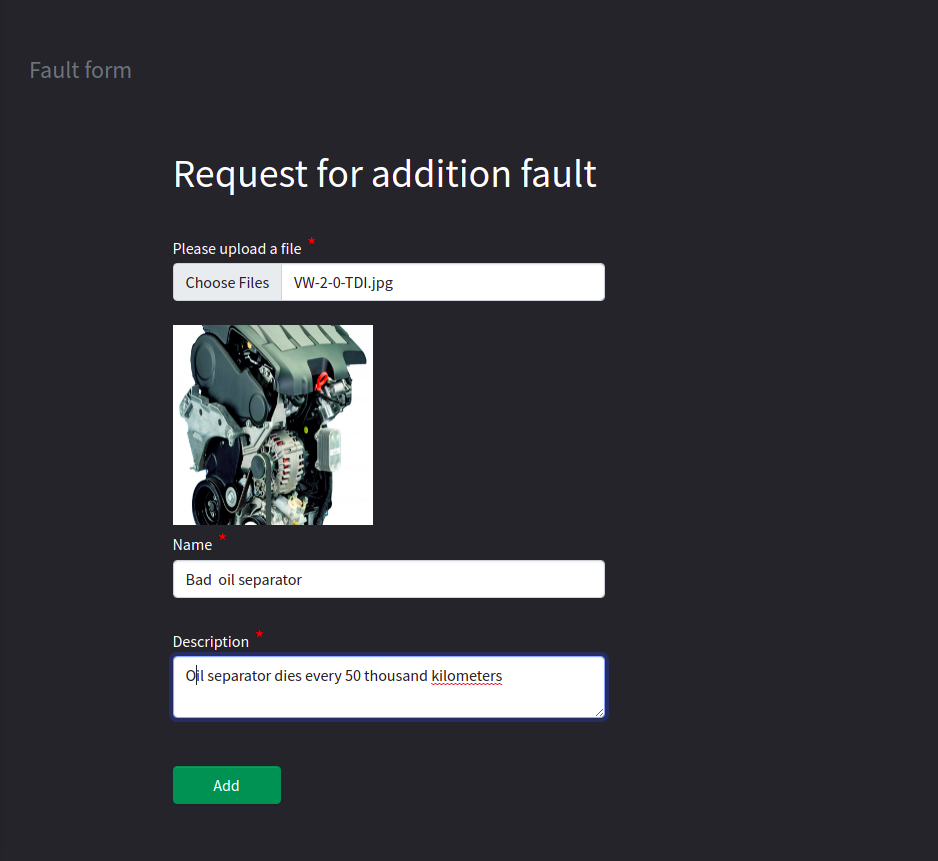 Fault form
Request for addition fault
Please upload a file *
Choose Files VW-2-0-TDI.jpg
Name *
Bad  oil separator
Description *
Oil separator dies every 50 thousand kilometers
Add